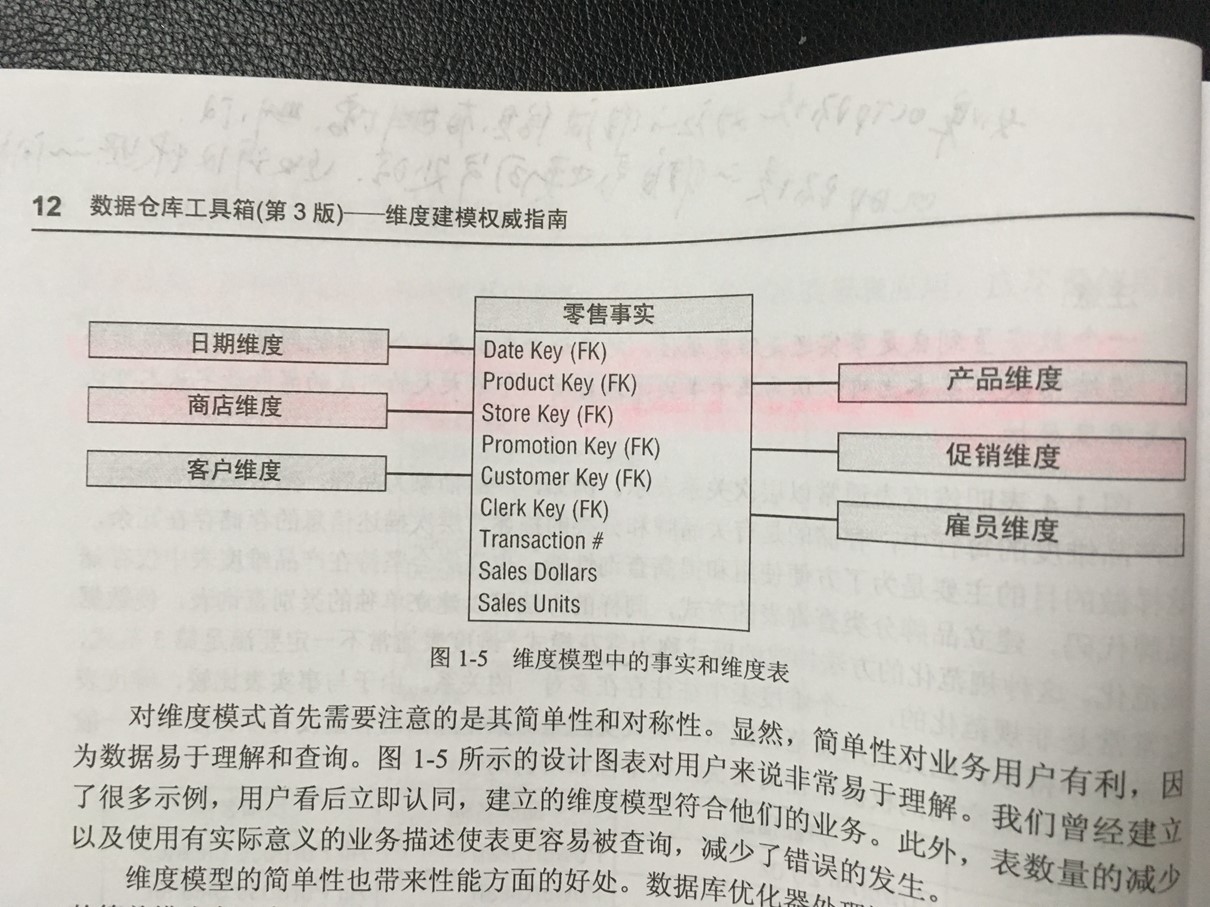 12 数据仓库工具箱(第 3 版)——维度建模权威指南
零售事实
日期维度
商店维度
客户维度
Date Key (FK)
Product Key (FK)
Store Key (FK)
Promotion Key (FK)
Customer Key (FK)
Clerk Key (FK)
Transaction #
Sales Dollars
Sales Units
产品维度
促销维度
雇员维度
图 1-5 维度模型中的事实和维度表
对维度模式首先需要注意的是其简单性和对称性。显然，简单性对业务用户有利，因
为数据易于理解和查询。图 1-5 所示的设计图表对用户来说非常易于理解。我们曾经建立
了很多示例，用户看后立即认同，建立的维度模型符合他们的业务。此外，表数量的减少
以及使用有实际意义的业务描述使表更容易被查询，减少了错误的发生。
维度模型的简单性也带来性能方面的好处。数据库优化器处理